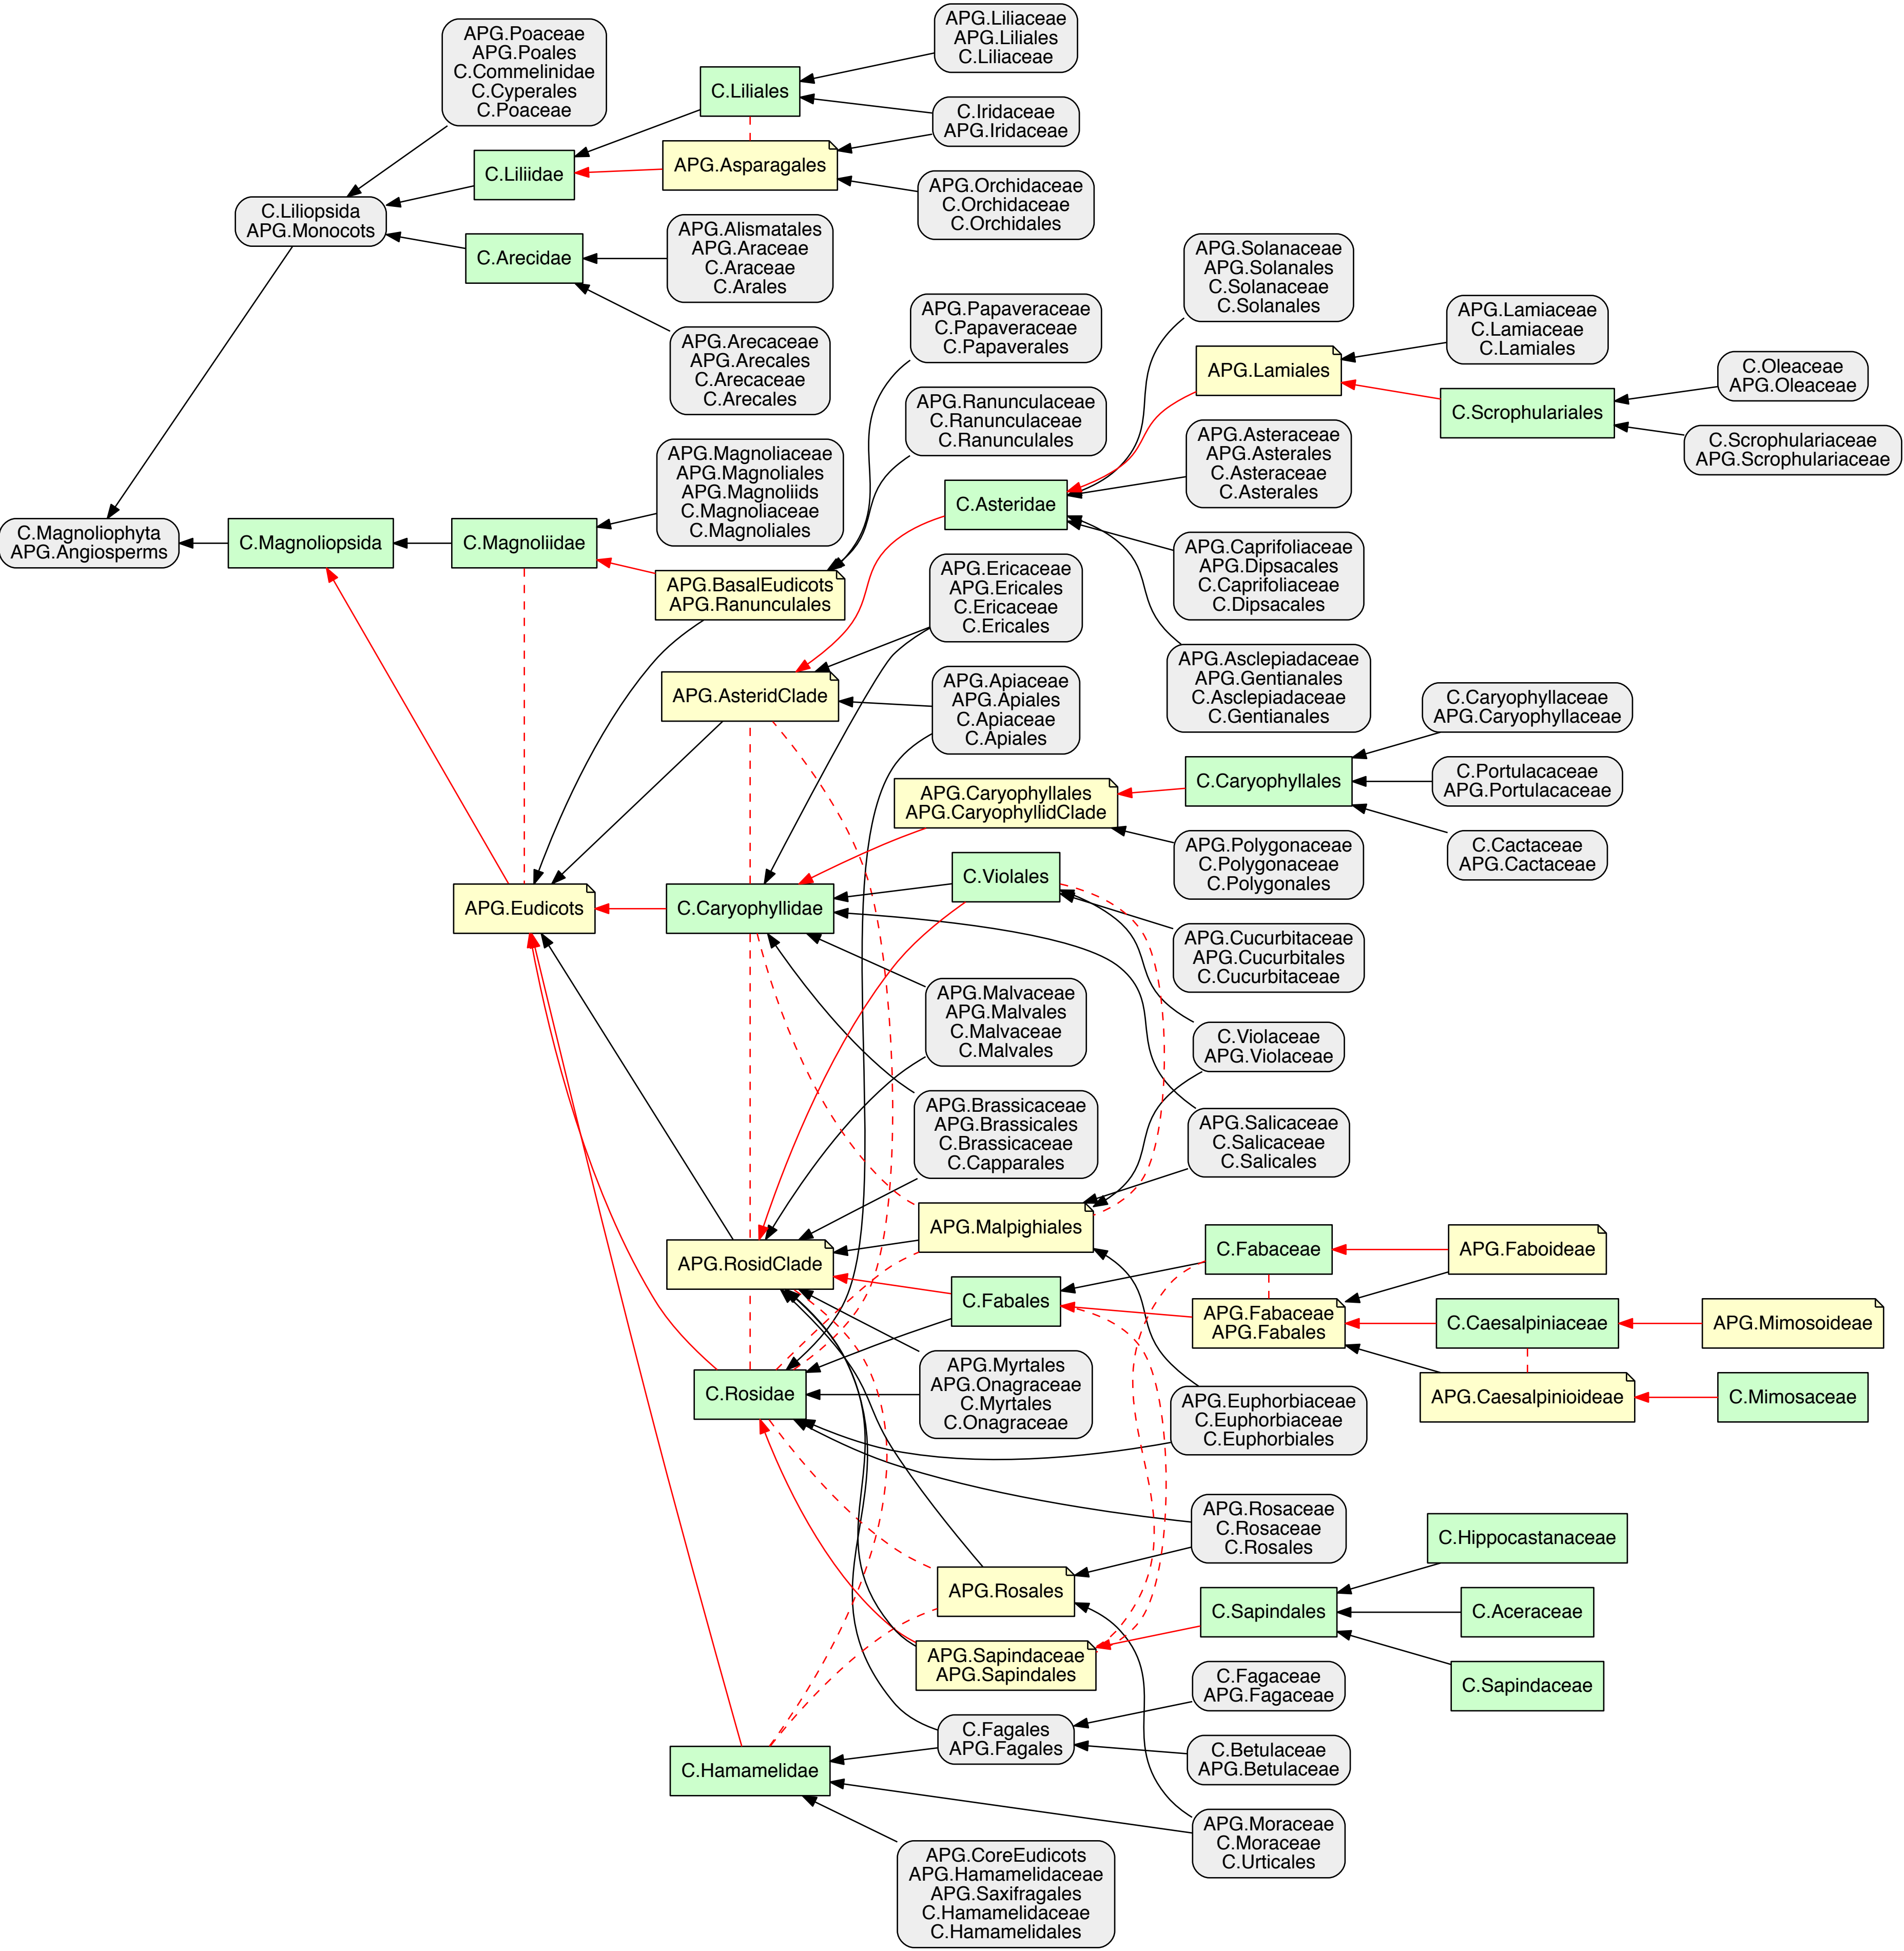 APG.Poaceae
APG.Poales
C.Commelinidae
C.Cyperales
C.Poaceae
C.Liliopsida
APG.Monocots
C.Liliidae
C.Arecidae
C.Liliales
APG.Asparagales
APG.Liliaceae
APG.Liliales
C.Liliaceae
C.Iridaceae
APG.Iridaceae
APG.Orchidaceae
C.Orchidaceae
C.Orchidales
APG.Alismatales
APG.Araceae
C.Araceae
C.Arales
APG.Arecaceae
APG.Arecales
C.Arecaceae
C.Arecales
C.Magnoliophyta
APG.Angiosperms
C.Magnoliopsida
C.Magnoliidae
APG.Magnoliaceae
APG.Magnoliales
APG.Magnoliids
C.Magnoliaceae
C.Magnoliales
APG.BasalEudicots
APG.Ranunculales
APG.Papaveraceae
C.Papaveraceae
C.Papaverales
APG.Ranunculaceae
C.Ranunculaceae
C.Ranunculales
C.Asteridae
APG.Solanaceae
APG.Solanales
C.Solanaceae
C.Solanales
APG.Lamiales
APG.Lamiaceae
C.Lamiaceae
C.Lamiales
C.Scrophulariales
C.Oleaceae
APG.Oleaceae
C.Scrophulariaceae
APG.Scrophulariaceae
APG.Asteraceae
APG.Asterales
C.Asteraceae
C.Asterales
APG.Caprifoliaceae
APG.Dipsacales
C.Caprifoliaceae
C.Dipsacales
APG.Asclepiadaceae
APG.Gentianales
C.Asclepiadaceae
C.Gentianales
APG.Ericaceae
APG.Ericales
C.Ericaceae
C.Ericales
APG.AsteridClade
APG.Apiaceae
APG.Apiales
C.Apiaceae
C.Apiales
APG.Caryophyllales
APG.CaryophyllidClade
C.Caryophyllales
C.Caryophyllaceae
APG.Caryophyllaceae
C.Portulacaceae
APG.Portulacaceae
C.Cactaceae
APG.Cactaceae
APG.Polygonaceae
C.Polygonaceae
C.Polygonales
APG.Eudicots
C.Caryophyllidae
C.Violales
APG.Cucurbitaceae
APG.Cucurbitales
C.Cucurbitaceae
APG.Malvaceae
APG.Malvales
C.Malvaceae
C.Malvales
C.Violaceae
APG.Violaceae
APG.Brassicaceae
APG.Brassicales
C.Brassicaceae
C.Capparales
APG.Salicaceae
C.Salicaceae
C.Salicales
APG.Malpighiales
APG.RosidClade
C.Fabales
C.Fabaceae
APG.Faboideae
APG.Fabaceae
APG.Fabales
C.Caesalpiniaceae
APG.Mimosoideae
APG.Caesalpinioideae
C.Mimosaceae
C.Rosidae
APG.Myrtales
APG.Onagraceae
C.Myrtales
C.Onagraceae
APG.Euphorbiaceae
C.Euphorbiaceae
C.Euphorbiales
APG.Rosaceae
C.Rosaceae
C.Rosales
APG.Rosales
C.Hippocastanaceae
C.Sapindales
C.Aceraceae
C.Sapindaceae
APG.Sapindaceae
APG.Sapindales
C.Fagaceae
APG.Fagaceae
C.Fagales
APG.Fagales
C.Betulaceae
APG.Betulaceae
C.Hamamelidae
APG.Moraceae
C.Moraceae
C.Urticales
APG.CoreEudicots
APG.Hamamelidaceae
APG.Saxifragales
C.Hamamelidaceae
C.Hamamelidales